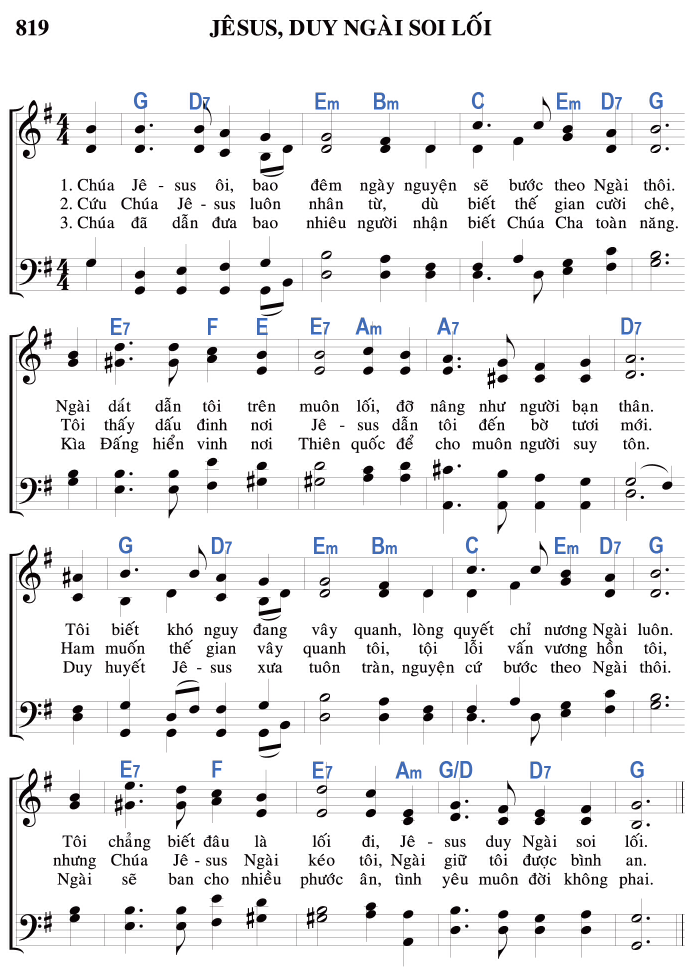 819 JÊSUS, DUY NGÀI SOI LỐI
G D7 Em Bm C Em D7 G
4 4
1. Chúa Jê - sus ôi, bao đêm ngày nguyện sẽ bước theo Ngài thôi.
2. Cứu Chúa Jê - sus luôn nhân từ, dù biết thế gian cười chê,
3. Chúa đã dẫn đưa bao nhiêu người nhận biết Chúa Cha toàn năng.
4 4
E7 F E E7 Am A7 D7
Ngài dát dẫn tôi trên muôn lối, đỡ nâng như người bạn thân.
Tôi thấy dấu đinh nơi Jê - sus dẫn tôi đến bờ tươi mới.
Kìa Đấng hiển vinh nơi Thiên quốc để cho muôn người suy tôn.
G D7 Em Bm C Em D7 G
Tôi biết khó nguy đang vây quanh, lòng quyết chỉ nương Ngài luôn.
Ham muốn thế gian vây quanh tôi, tội lỗi vấn vương hồn tôi,
Duy huyết Jê - sus xưa tuôn tràn, nguyện cứ bước theo Ngài thôi.
E7 F E7 Am G/D D7 G
Tôi chẳng biết đâu là lối đi, Jê - sus duy Ngài soi lối.
nhưng Chúa Jê - sus Ngài kéo tôi, Ngài giữ tôi được bình an.
Ngài sẽ ban cho nhiều phước ân, tình yêu muôn đời không phai.